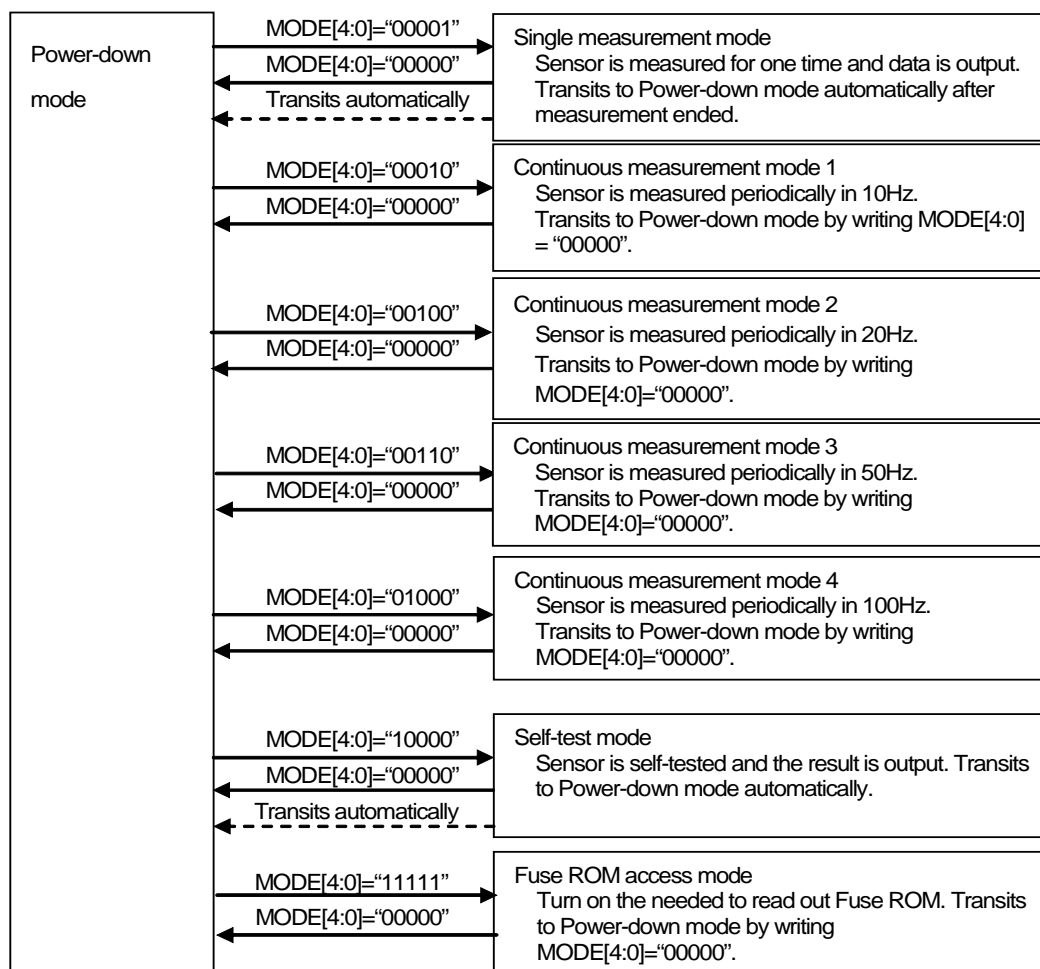 Power-down
mode
MODE[4:0]=“00001”
MODE[4:0]=“00000”
Transits automatically
Single measurement mode
Sensor is measured for one time and data is output.
Transits to Power-down mode automatically after
measurement ended.
MODE[4:0]=“00010”
MODE[4:0]=“00000”
Continuous measurement mode 1
Sensor is measured periodically in 10Hz.
Transits to Power-down mode by writing MODE[4:0]
= “00000”.
MODE[4:0]=“00100”
MODE[4:0]=“00000”
Continuous measurement mode 2
Sensor is measured periodically in 20Hz.
Transits to Power-down mode by writing
MODE[4:0]=“00000”.
MODE[4:0]=“00110”
MODE[4:0]=“00000”
Continuous measurement mode 3
Sensor is measured periodically in 50Hz.
Transits to Power-down mode by writing
MODE[4:0]=“00000”.
MODE[4:0]=“01000”
MODE[4:0]=“00000”
Continuous measurement mode 4
Sensor is measured periodically in 100Hz.
Transits to Power-down mode by writing
MODE[4:0]=“00000”.
MODE[4:0]=“10000”
MODE[4:0]=“00000”
Transits automatically
Self-test mode
Sensor is self-tested and the result is output. Transits
to Power-down mode automatically.
MODE[4:0]=“11111”
MODE[4:0]=“00000”
Fuse ROM access mode
Turn on the needed to read out Fuse ROM. Transits
to Power-down mode by writing
MODE[4:0]=“00000”.